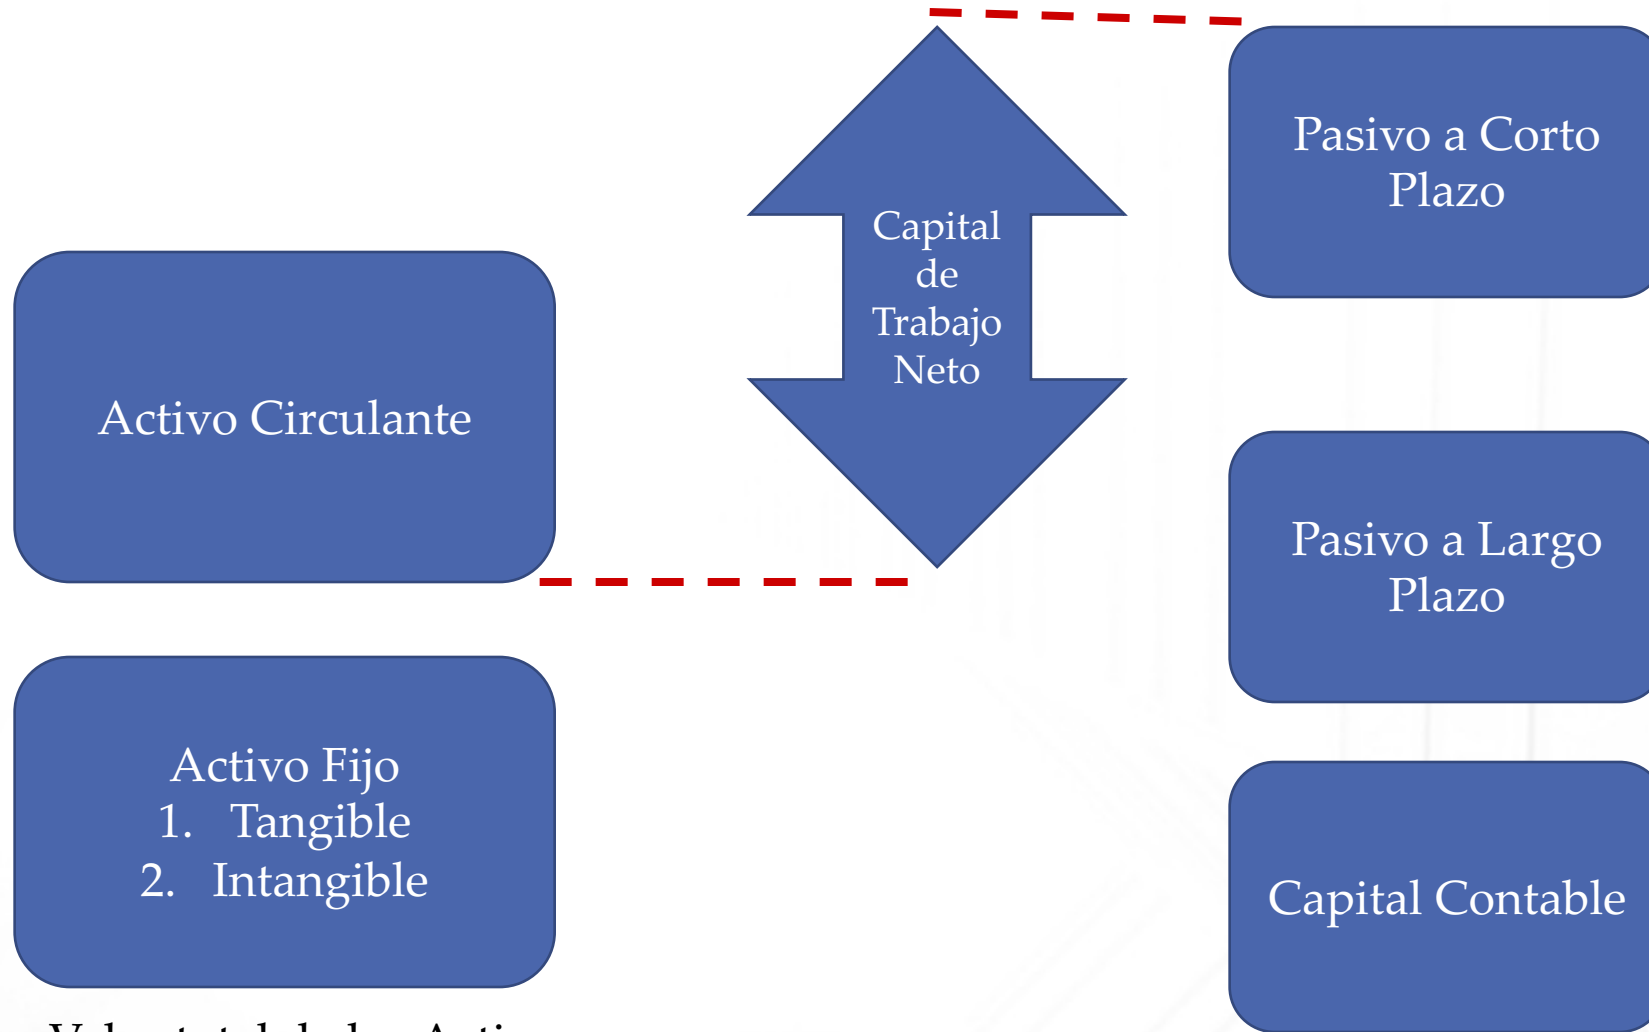 Activo Circulante
Activo Fijo
1. Tangible
2. Intangible
Capital
de
Trabajo
Neto
Pasivo a Corto
Plazo
Pasivo a Largo
Plazo
Capital Contable